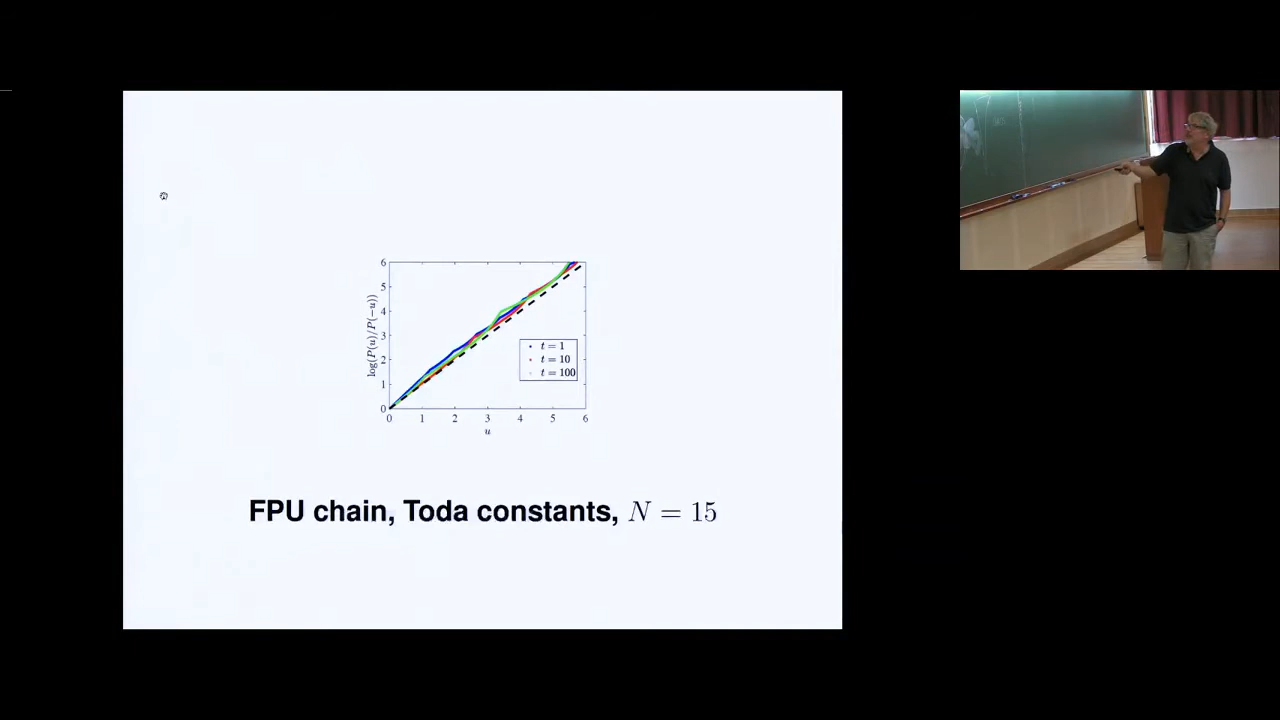 6
5
4
3
2
1
0
log(P(u)/P(−u))
t = 1
t = 10
t = 100
0 1 2 3 4 5 6
u
FPU chain, Toda constants, N = 15